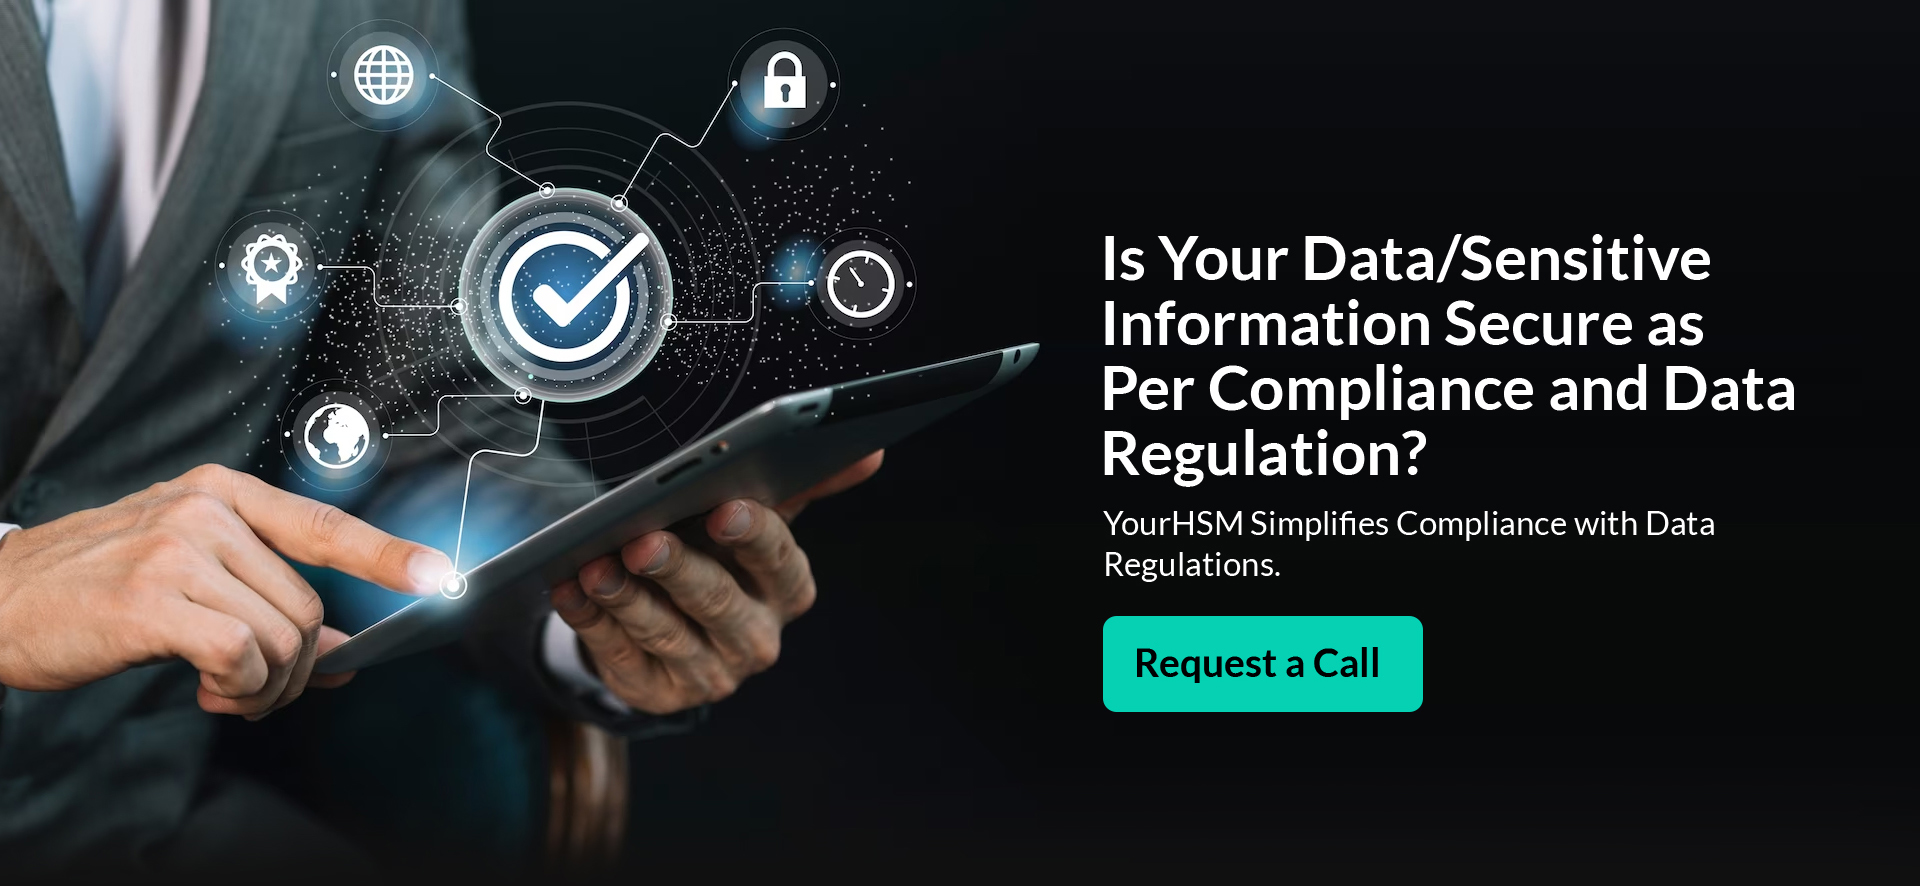 Is Your Data/Sensitive
Information Secure as
Per Compliance and Data
Regulation?
YourHSM Simplifies Compliance with Data
Regulations.
Request a Call